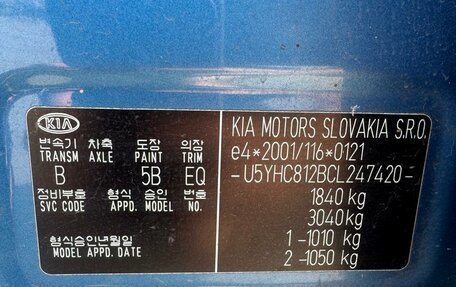 KIA
변속기 차축 도장 의장
TRANSM AXLE PAINT TRIM
B 5B EQ
정비부호 형식 승인 번호
SVC CODE APPD. MODEL NO.
형식승인년월일
MODEL APPD. DATE
KIA MOTORS SLOVAKIA S.R.O.
e4*2001/116*0121
-U5YHC812BCL247420-
1840 kg
3040 kg
1-1010 kg
2-1050 kg